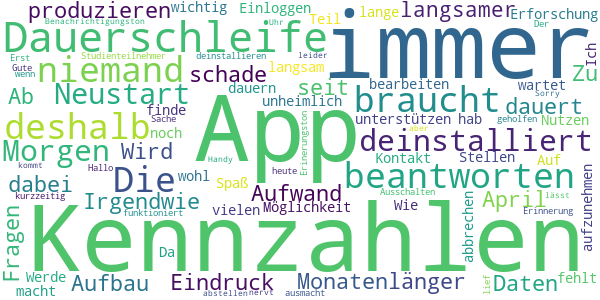 produzieren Einloggen wichtig lange langsamer Erforschung
Benachrichtigungston Uhr Teil Der
Dauerschleife immer Ich
Erst deinstallieren leider
Studienteilnehmer langsam bearbeiten wartet Zu
Gute wenn niemand schade seit
Ab Neustart dauern unheimlich braucht dauert Sorry
deshalb Sache finde App unterstützen hab geholfen Nutzen
noch Erinerungston deinstalliert
Morgen Wird Kontakt Stellen Auf
kommt Hallo Handy Spaß aber
dabei Die wohl heute Ausschalten beantworten
kurzzeitig Irgendwie Aufwand Möglichkeit Wie April Erinnerung lässt
Fragen vielen abbrechen aufzunehmen
funktioniert Kennzahlen
Werde Da
macht Aufbau Eindruck Monatenlänger Daten fehlt
abstellen nervt ausmacht lief